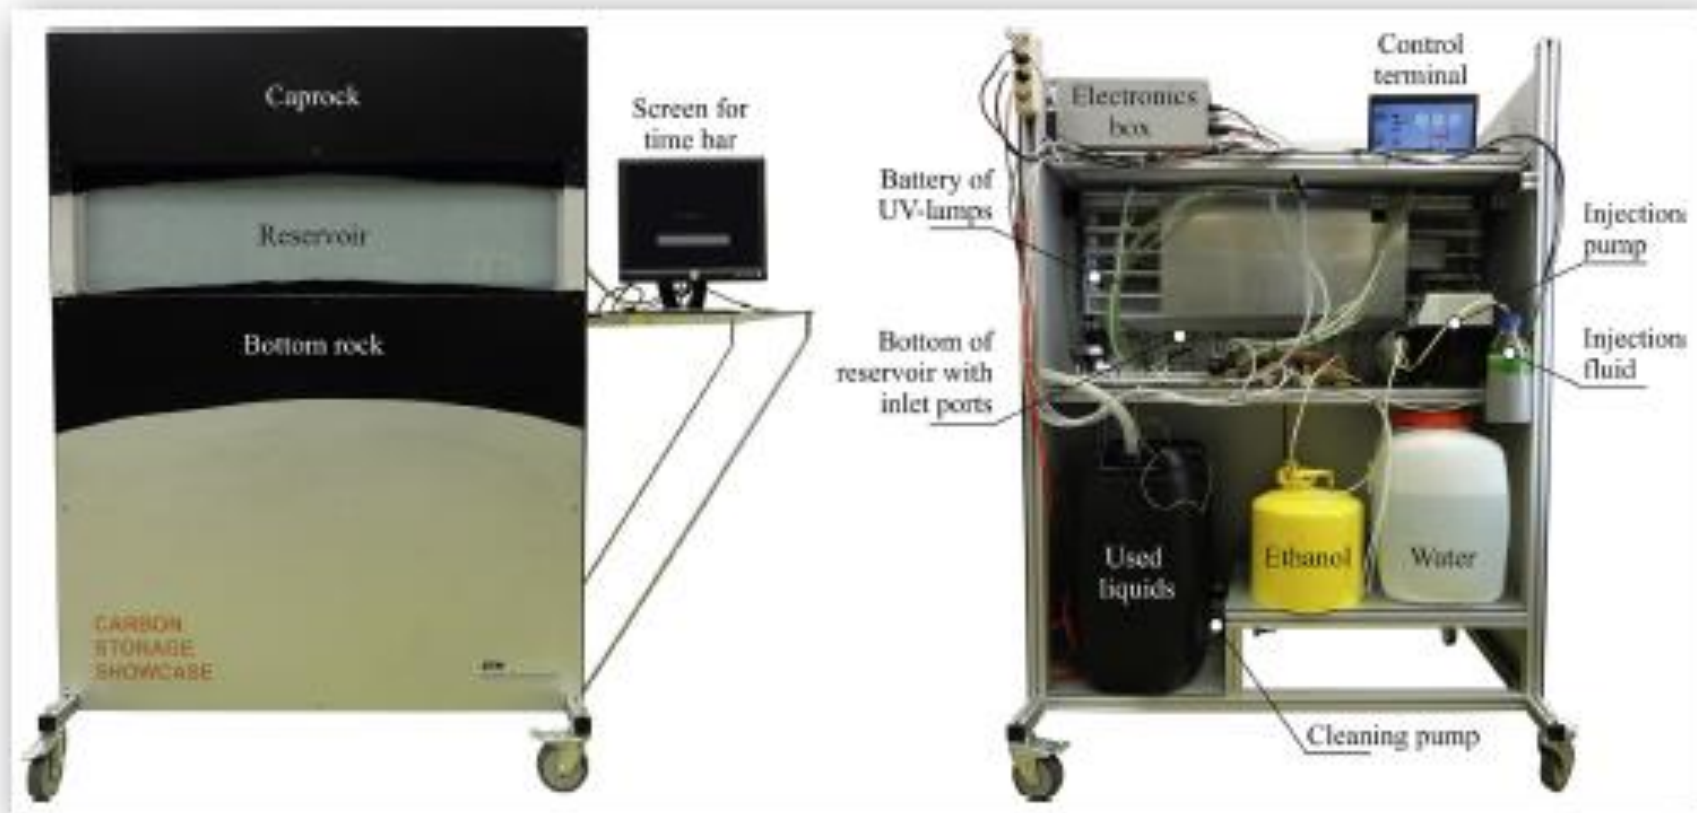 Caprock
Screen for
time bar
Reservoir
Bottom rock
CARBON
STORAGE
SHOWCASE
Control
terminal
Electronics
box
Battery of
UV-lamps
Injection
pump
Bottom of
reservoir with
inlet ports
Injection
fluid
Used
liquids
Ethanol
Water
Cleaning pump